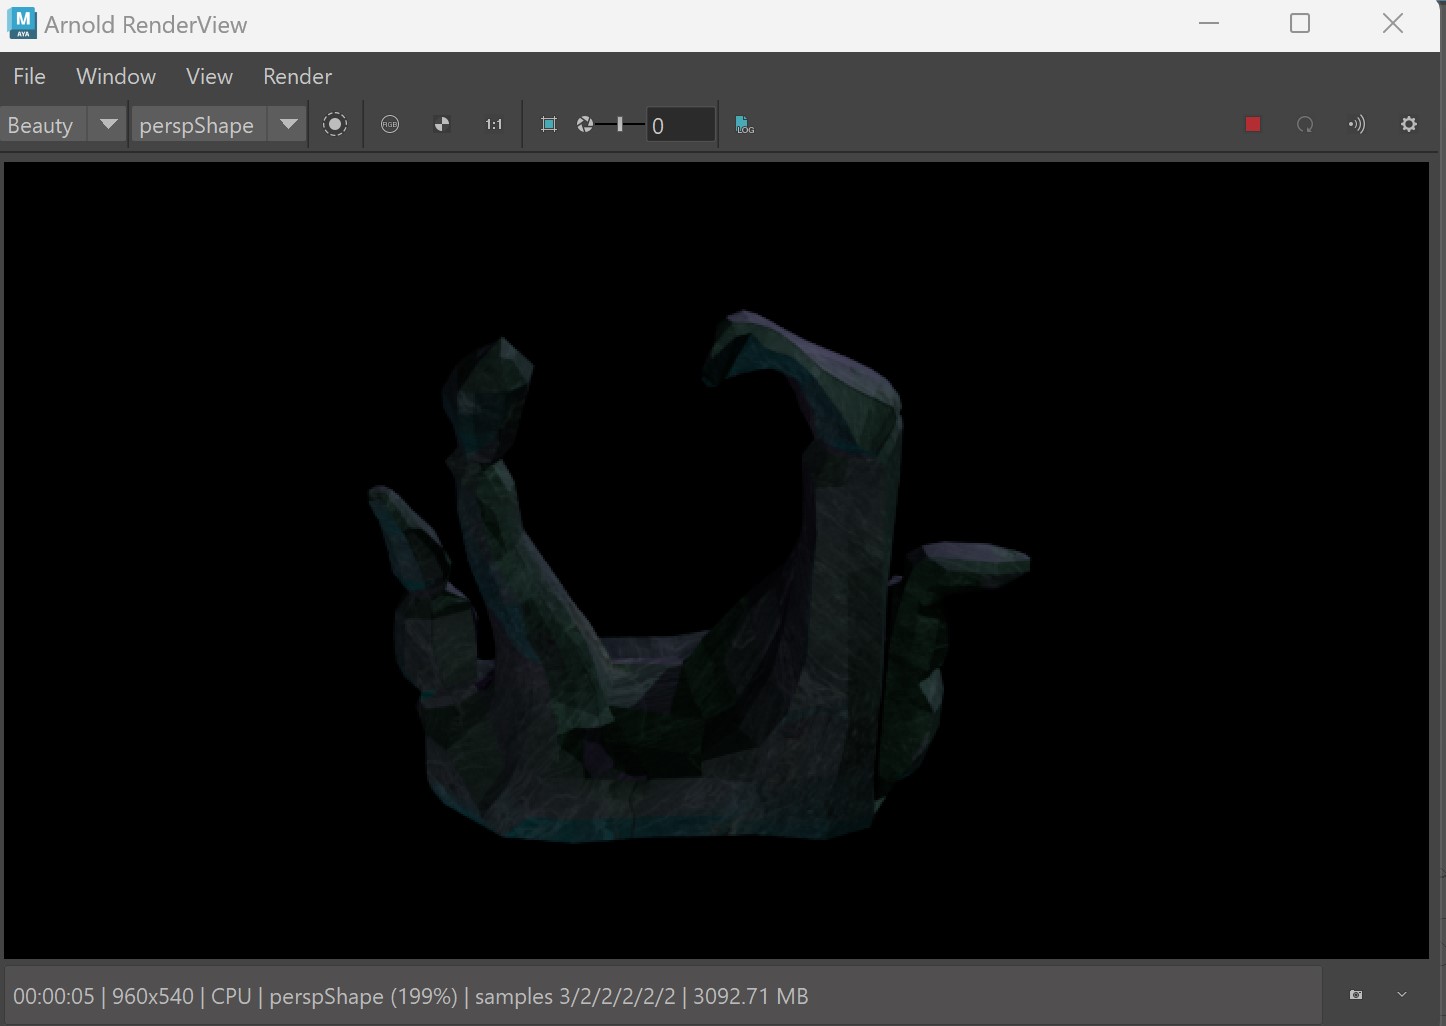 M
AYA
Arnold RenderView
File Window View Render
Beauty perspShape RGB 1:1 0 LOG
00:00:05 | 960x540 | CPU | perspShape (199%) | samples 3/2/2/2/2/2 | 3092.71 MB